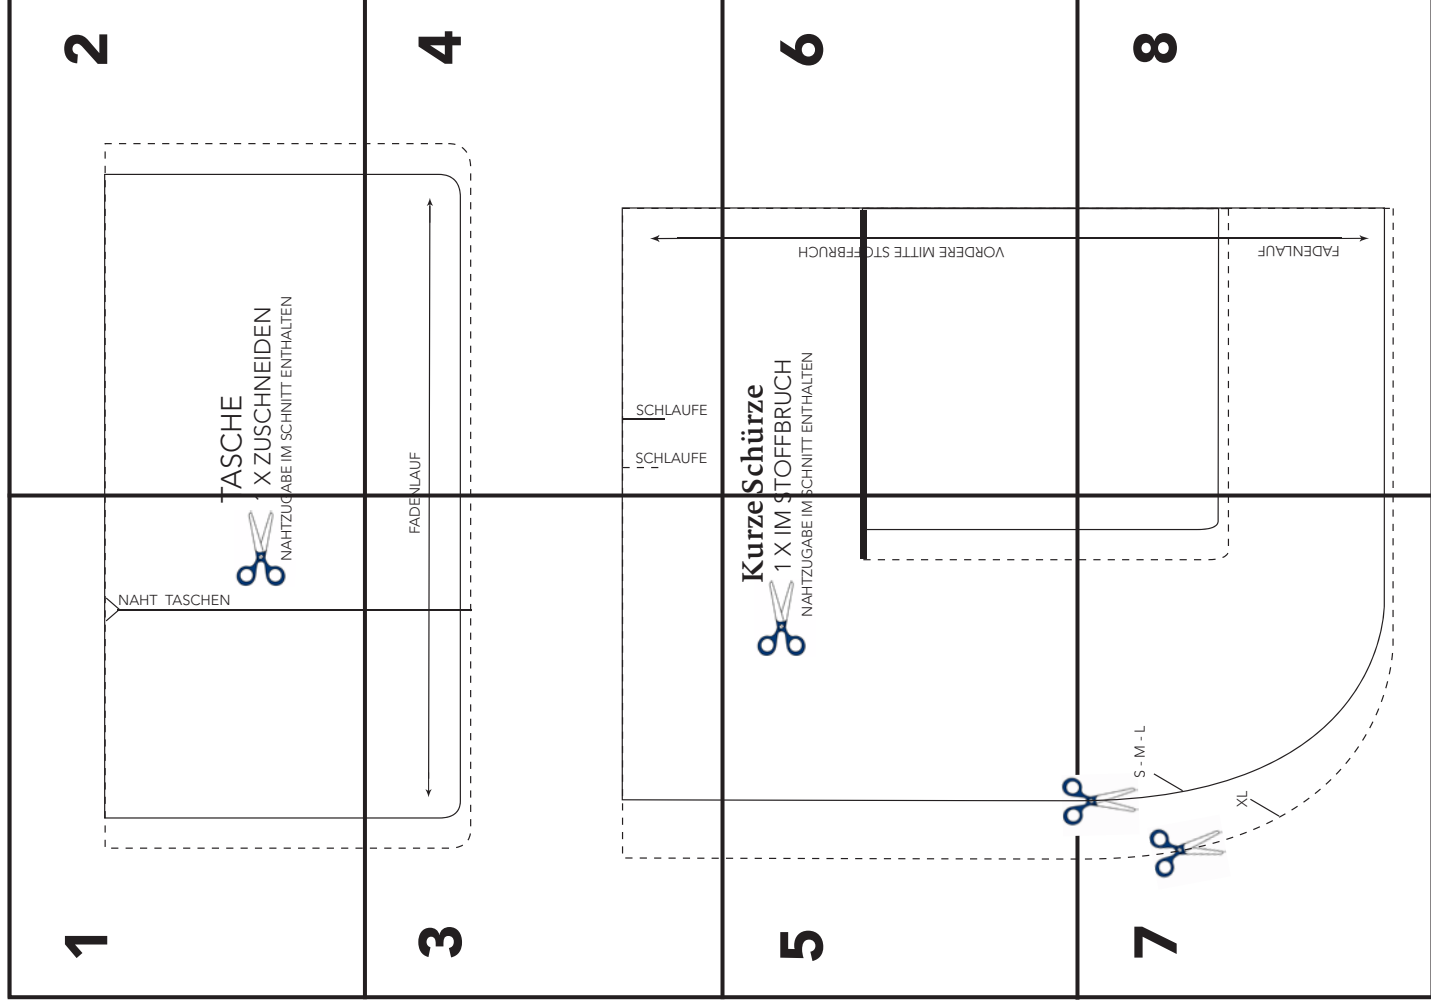 2
4
6
8
TASCHE
1 X ZUSCHNEIDEN
NAHTZUGABE IM SCHNITT ENTHALTEN
FADENLAUF
NAHT TASCHEN
SCHLAUFE
SCHLAUFE
VORDERE MITTE STOFFBRUCH
FADENLAUF
Kurze Schürze
1 X IM STOFFBRUCH
NAHTZUGABE IM SCHNITT ENTHALTEN
S - M - L
XL
1
3
5
7